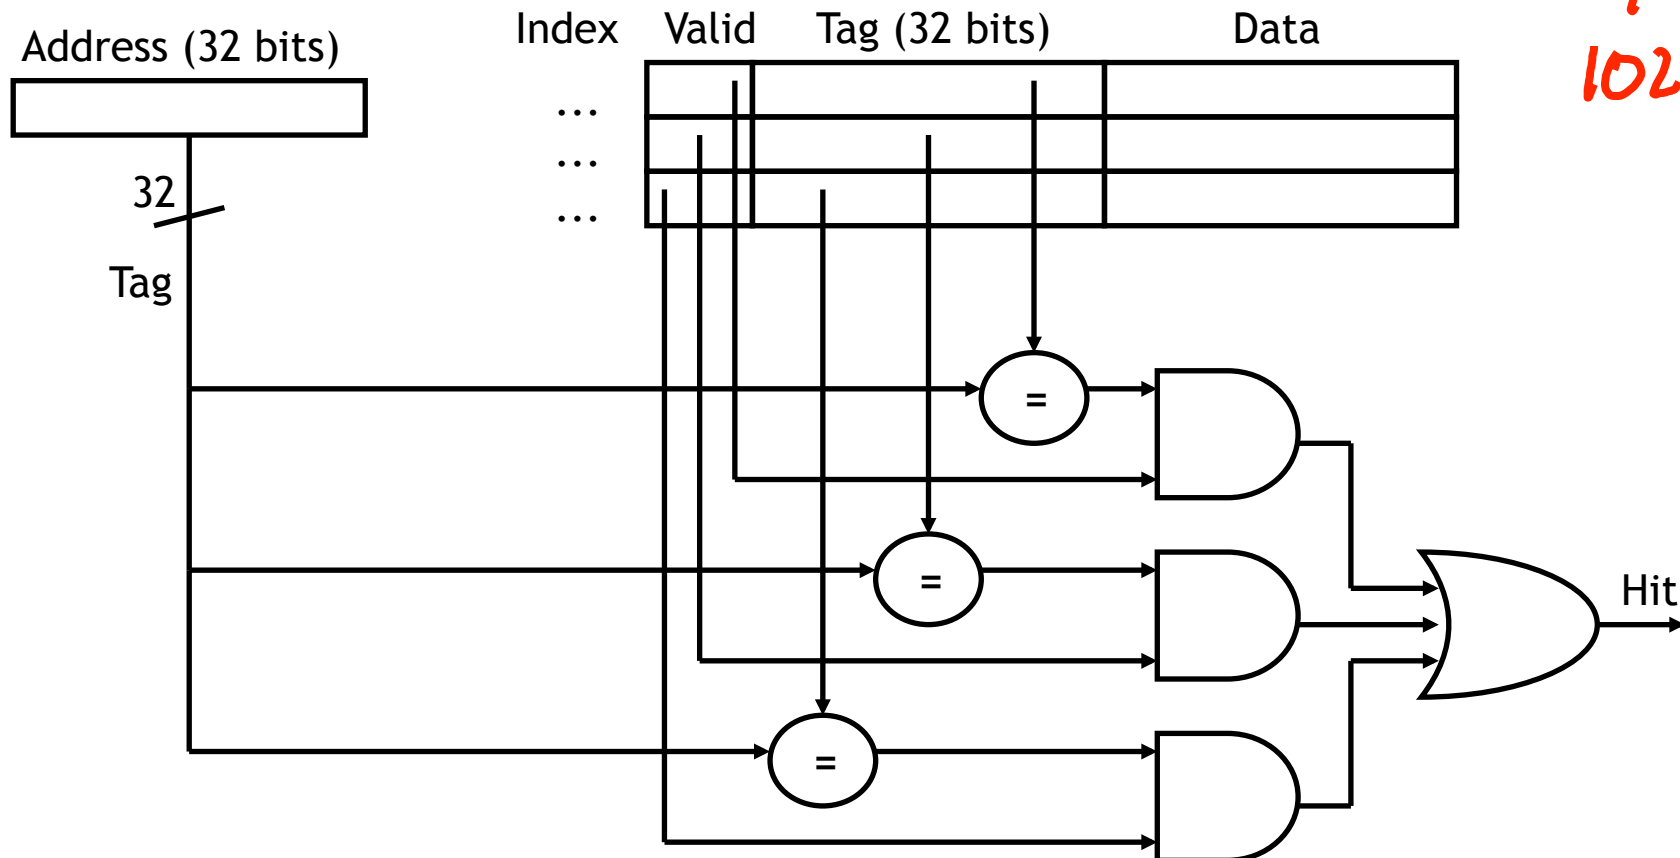 Address (32 bits)
Index Valid Tag (32 bits) Data
...
...
...
32
Tag
=
=
=
Hit